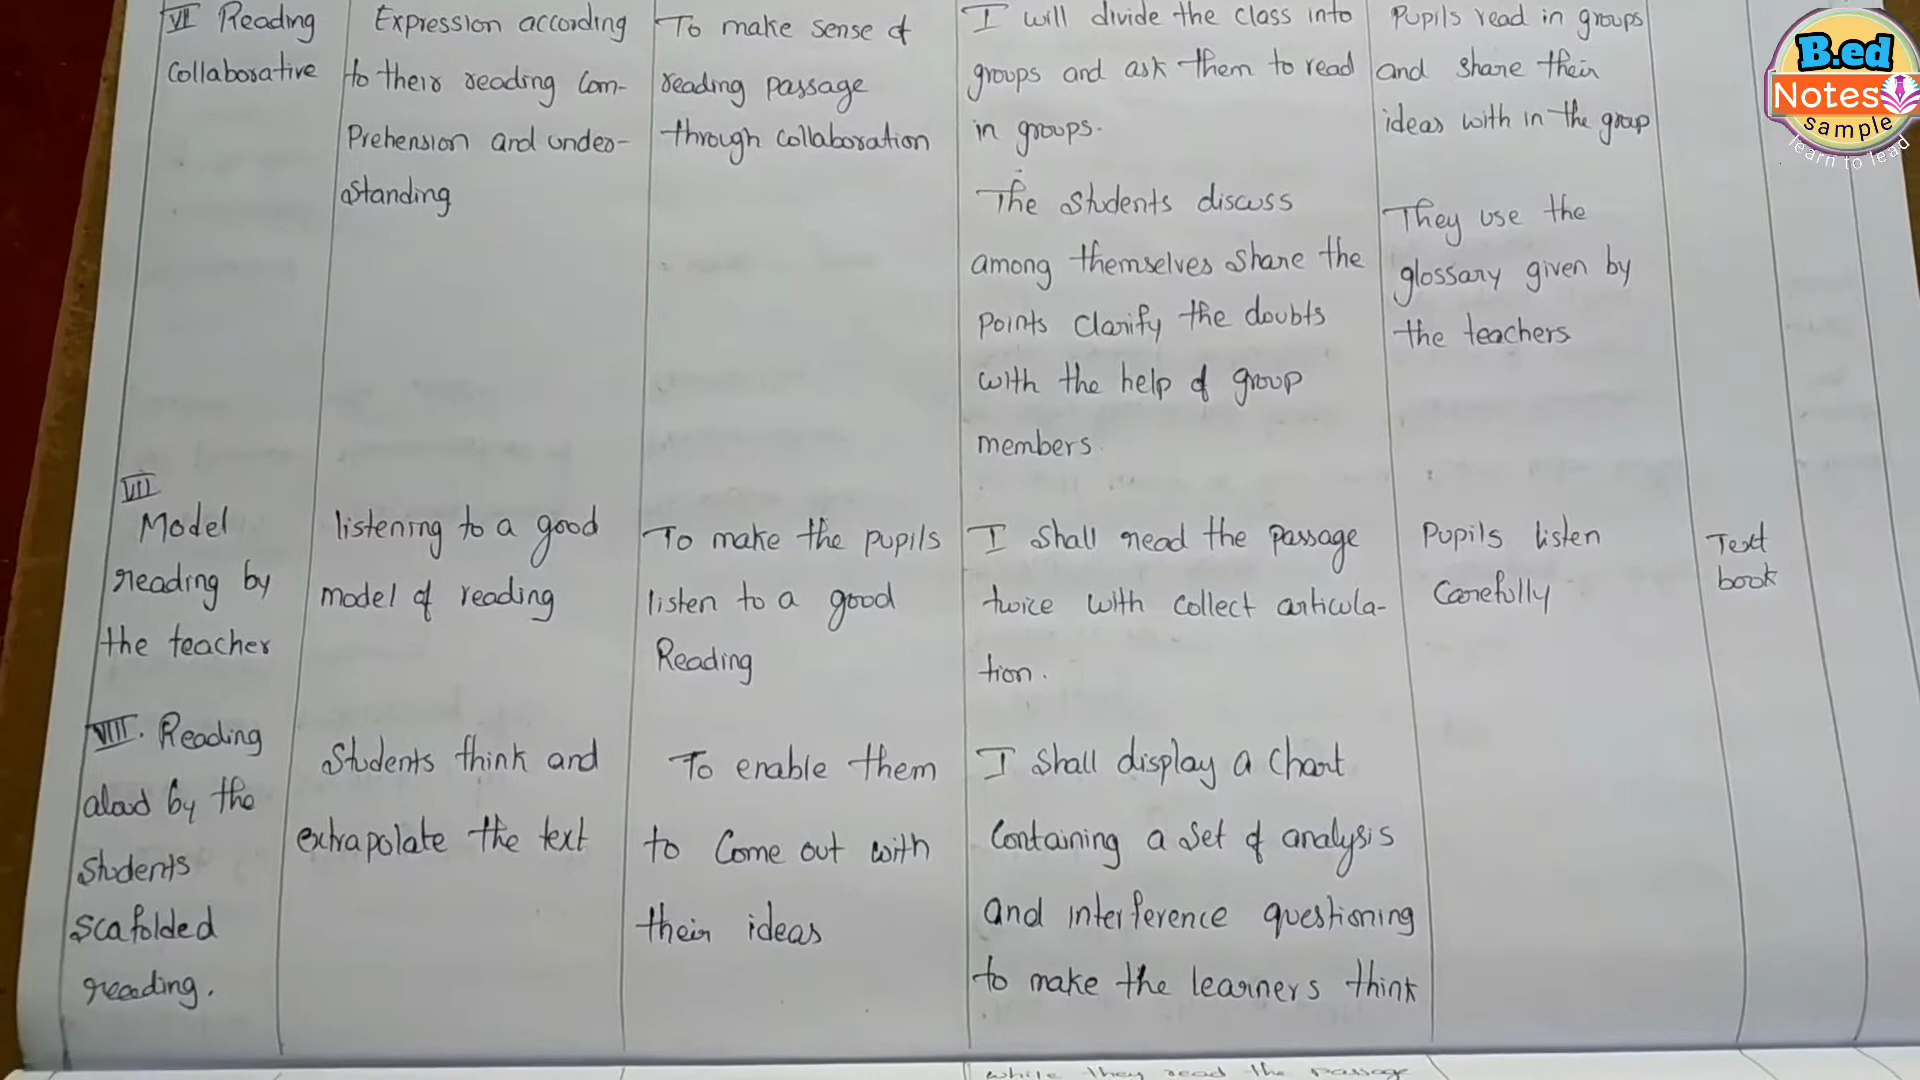 VI Reading
Collaborative
Expression according
to their reading Com-
Prehension and under-
Standing
To make sense of
reading passage
through collaboration
I will divide the class into
groups and ask them to read
in groups.
The Students discuss
among themselves Share the
Points Clarify the doubts
with the help of group
members.
Pupils read in groups
and share their
ideas with in the group
They use the
glossary given by
the teachers
VII
Model
reading by
the teacher
listening to a good
model of reading
To make the pupils
listen to a good
Reading
I Shall read the Passage
twice with collect articula-
tion.
Pupils listen
Carefully
Text
book
VIII. Reading
aloud by the
Students
scafolded
reading.
Students think and
extrapolate the text
To enable them
to Come out with
their ideas
I Shall display a Chart
Containing a Set of analysis
and interference questioning
to make the learners think
while they read the passage
B.ed
Notes
sample
learn to lead